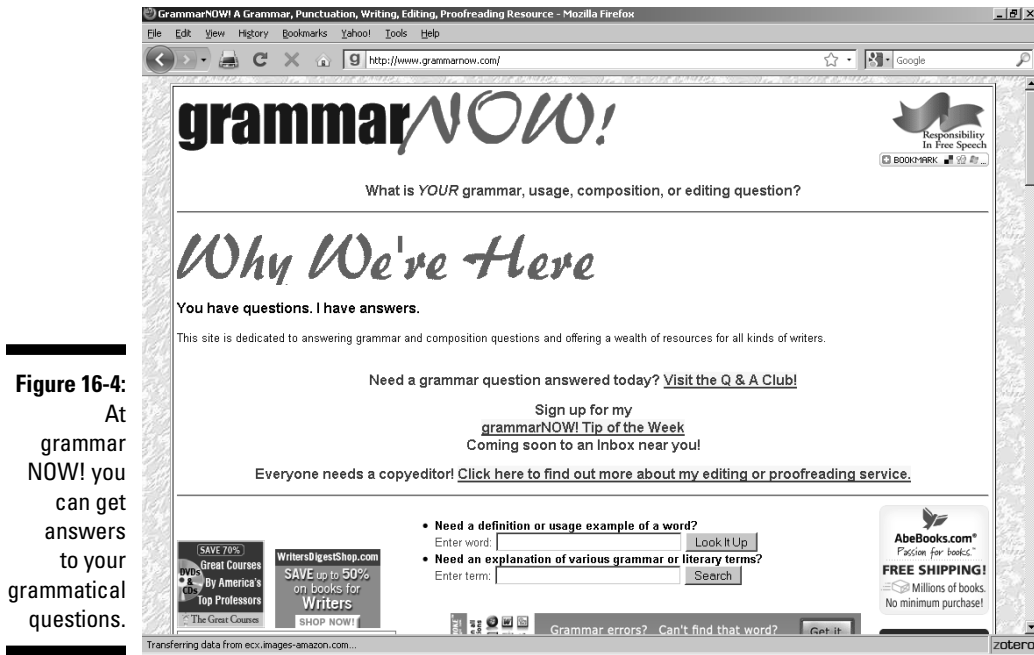 GrammarNOW! A Grammar, Punctuation, Writing, Editing, Proofreading Resource - Mozilla Firefox
File Edit View History Bookmarks Yahoo! Tools Help
http://www.grammarnow.com/
Google
grammarNOW!
Responsibility
In Free Speech
BOOKMARK
What is YOUR grammar, usage, composition, or editing question?
Why We're Here
You have questions. I have answers.
This site is dedicated to answering grammar and composition questions and offering a wealth of resources for all kinds of writers.
Need a grammar question answered today? Visit the Q & A Club!
Sign up for my
grammarNOW! Tip of the Week
Coming soon to an Inbox near you!
Everyone needs a copyeditor! Click here to find out more about my editing or proofreading service.
SAVE 70%
Great Courses
DVDs & CDs
By America's
Top Professors
The Great Courses
WritersDigestShop.com
SAVE up to 50%
on books for
Writers
SHOP NOW!
• Need a definition or usage example of a word?
Enter word: Look It Up
• Need an explanation of various grammar or literary terms?
Enter term: Search
Grammar errors? Can't find that word? Get it
AbeBooks.com®
Passion for books.™
FREE SHIPPING!
Millions of books.
No minimum purchase!
Transferring data from ecx.images-amazon.com...
zotero
Figure 16-4:
At
grammar
NOW! you
can get
answers
to your
grammatical
questions.